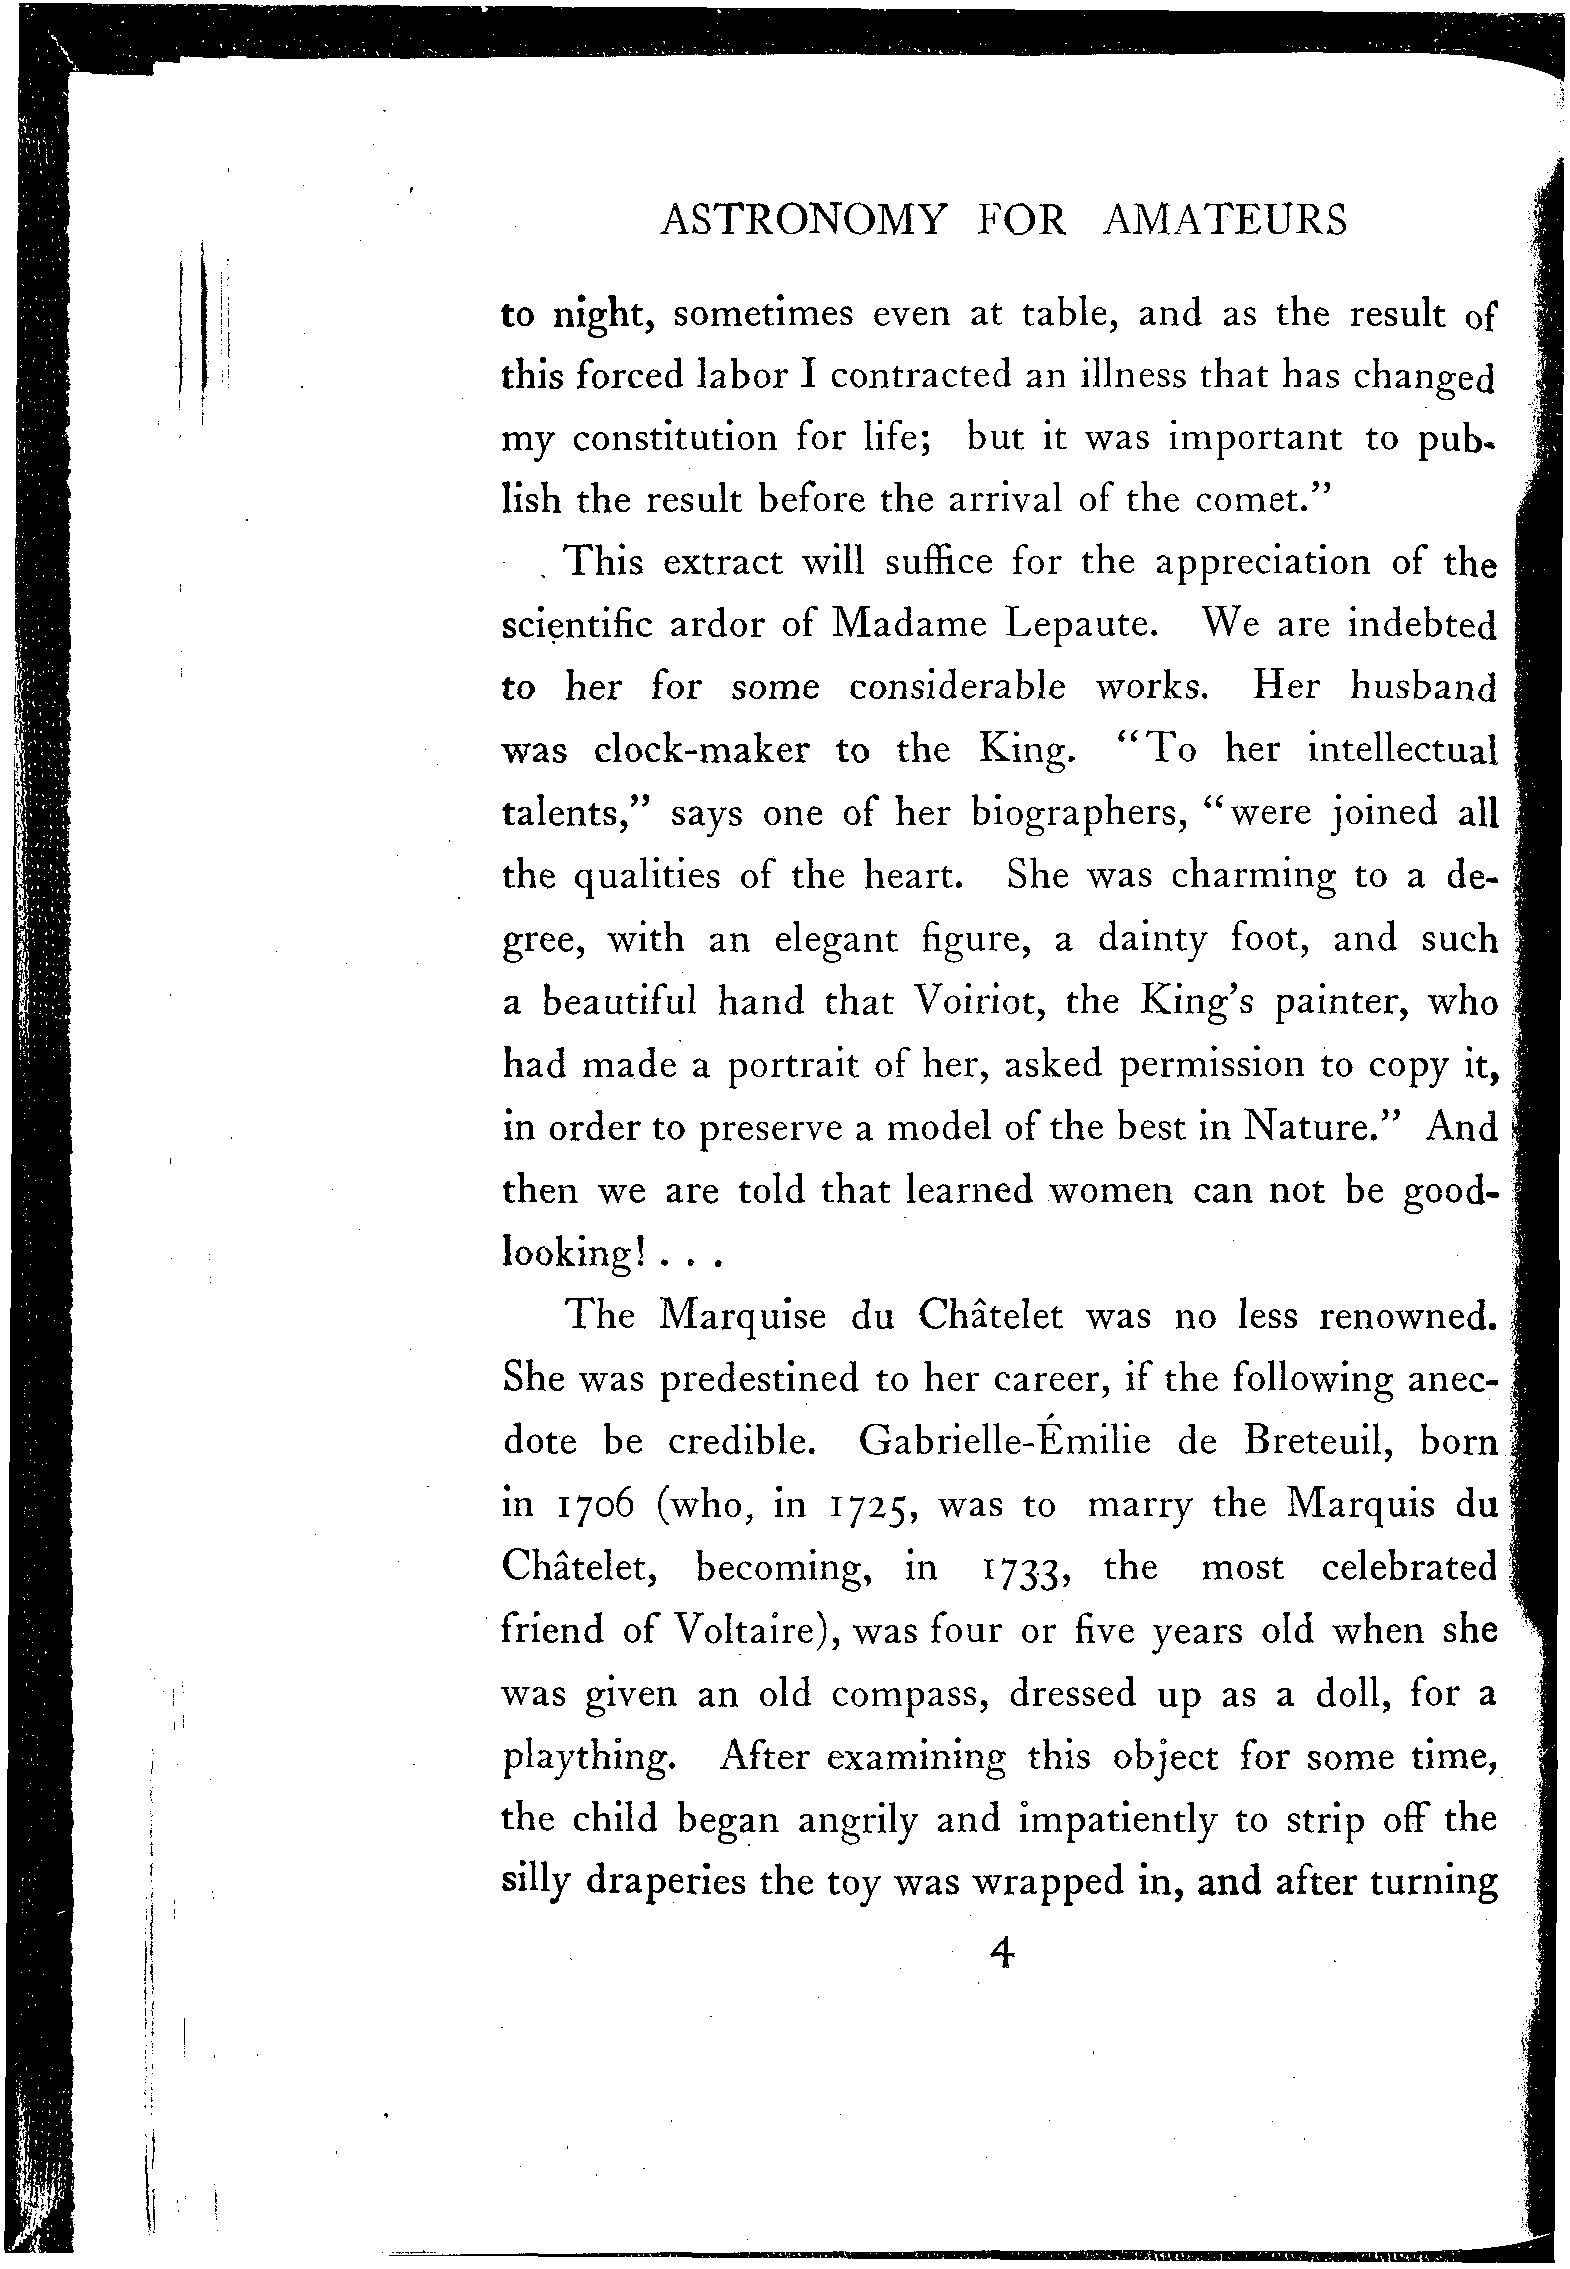 ASTRONOMY FOR AMATEURS
to night, sometimes even at table, and as the result of
this forced labor I contracted an illness that has changed
my constitution for life; but it was important to pub-
lish the result before the arrival of the comet."
This extract will suffice for the appreciation of the
scientific ardor of Madame Lepaute. We are indebted
to her for some considerable works. Her husband
was clock-maker to the King. "To her intellectual
talents," says one of her biographers, "were joined all
the qualities of the heart. She was charming to a de-
gree, with an elegant figure, a dainty foot, and such
a beautiful hand that Voiriot, the King's painter, who
had made a portrait of her, asked permission to copy it,
in order to preserve a model of the best in Nature." And
then we are told that learned women can not be good-
looking! . . .
The Marquise du Châtelet was no less renowned.
She was predestined to her career, if the following anec-
dote be credible. Gabrielle-Émilie de Breteuil, born
in 1706 (who, in 1725, was to marry the Marquis du
Châtelet, becoming, in 1733, the most celebrated
friend of Voltaire), was four or five years old when she
was given an old compass, dressed up as a doll, for a
plaything. After examining this object for some time,
the child began angrily and impatiently to strip off the
silly draperies the toy was wrapped in, and after turning
4